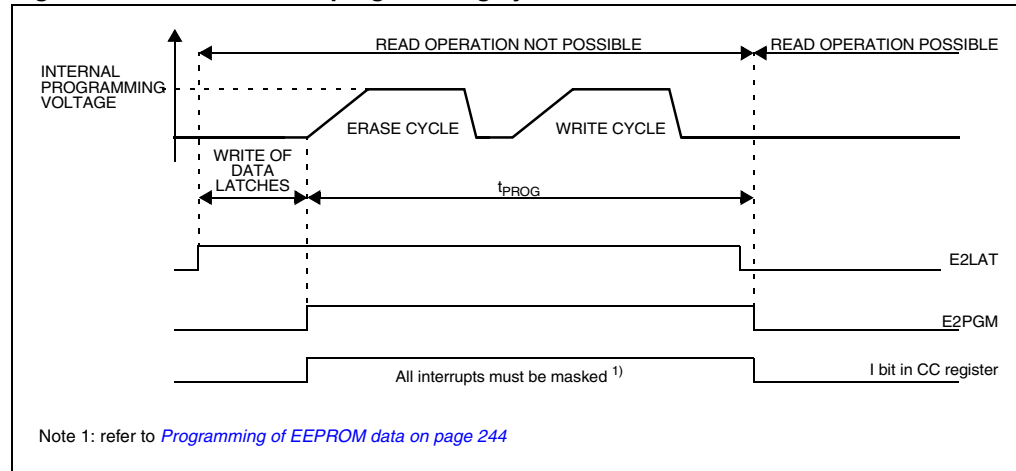 READ OPERATION NOT POSSIBLE
READ OPERATION POSSIBLE
INTERNAL
PROGRAMMING
VOLTAGE
ERASE CYCLE
WRITE CYCLE
WRITE OF
DATA
LATCHES
tPROG
E2LAT
E2PGM
All interrupts must be masked 1)
I bit in CC register
Note 1: refer to Programming of EEPROM data on page 244